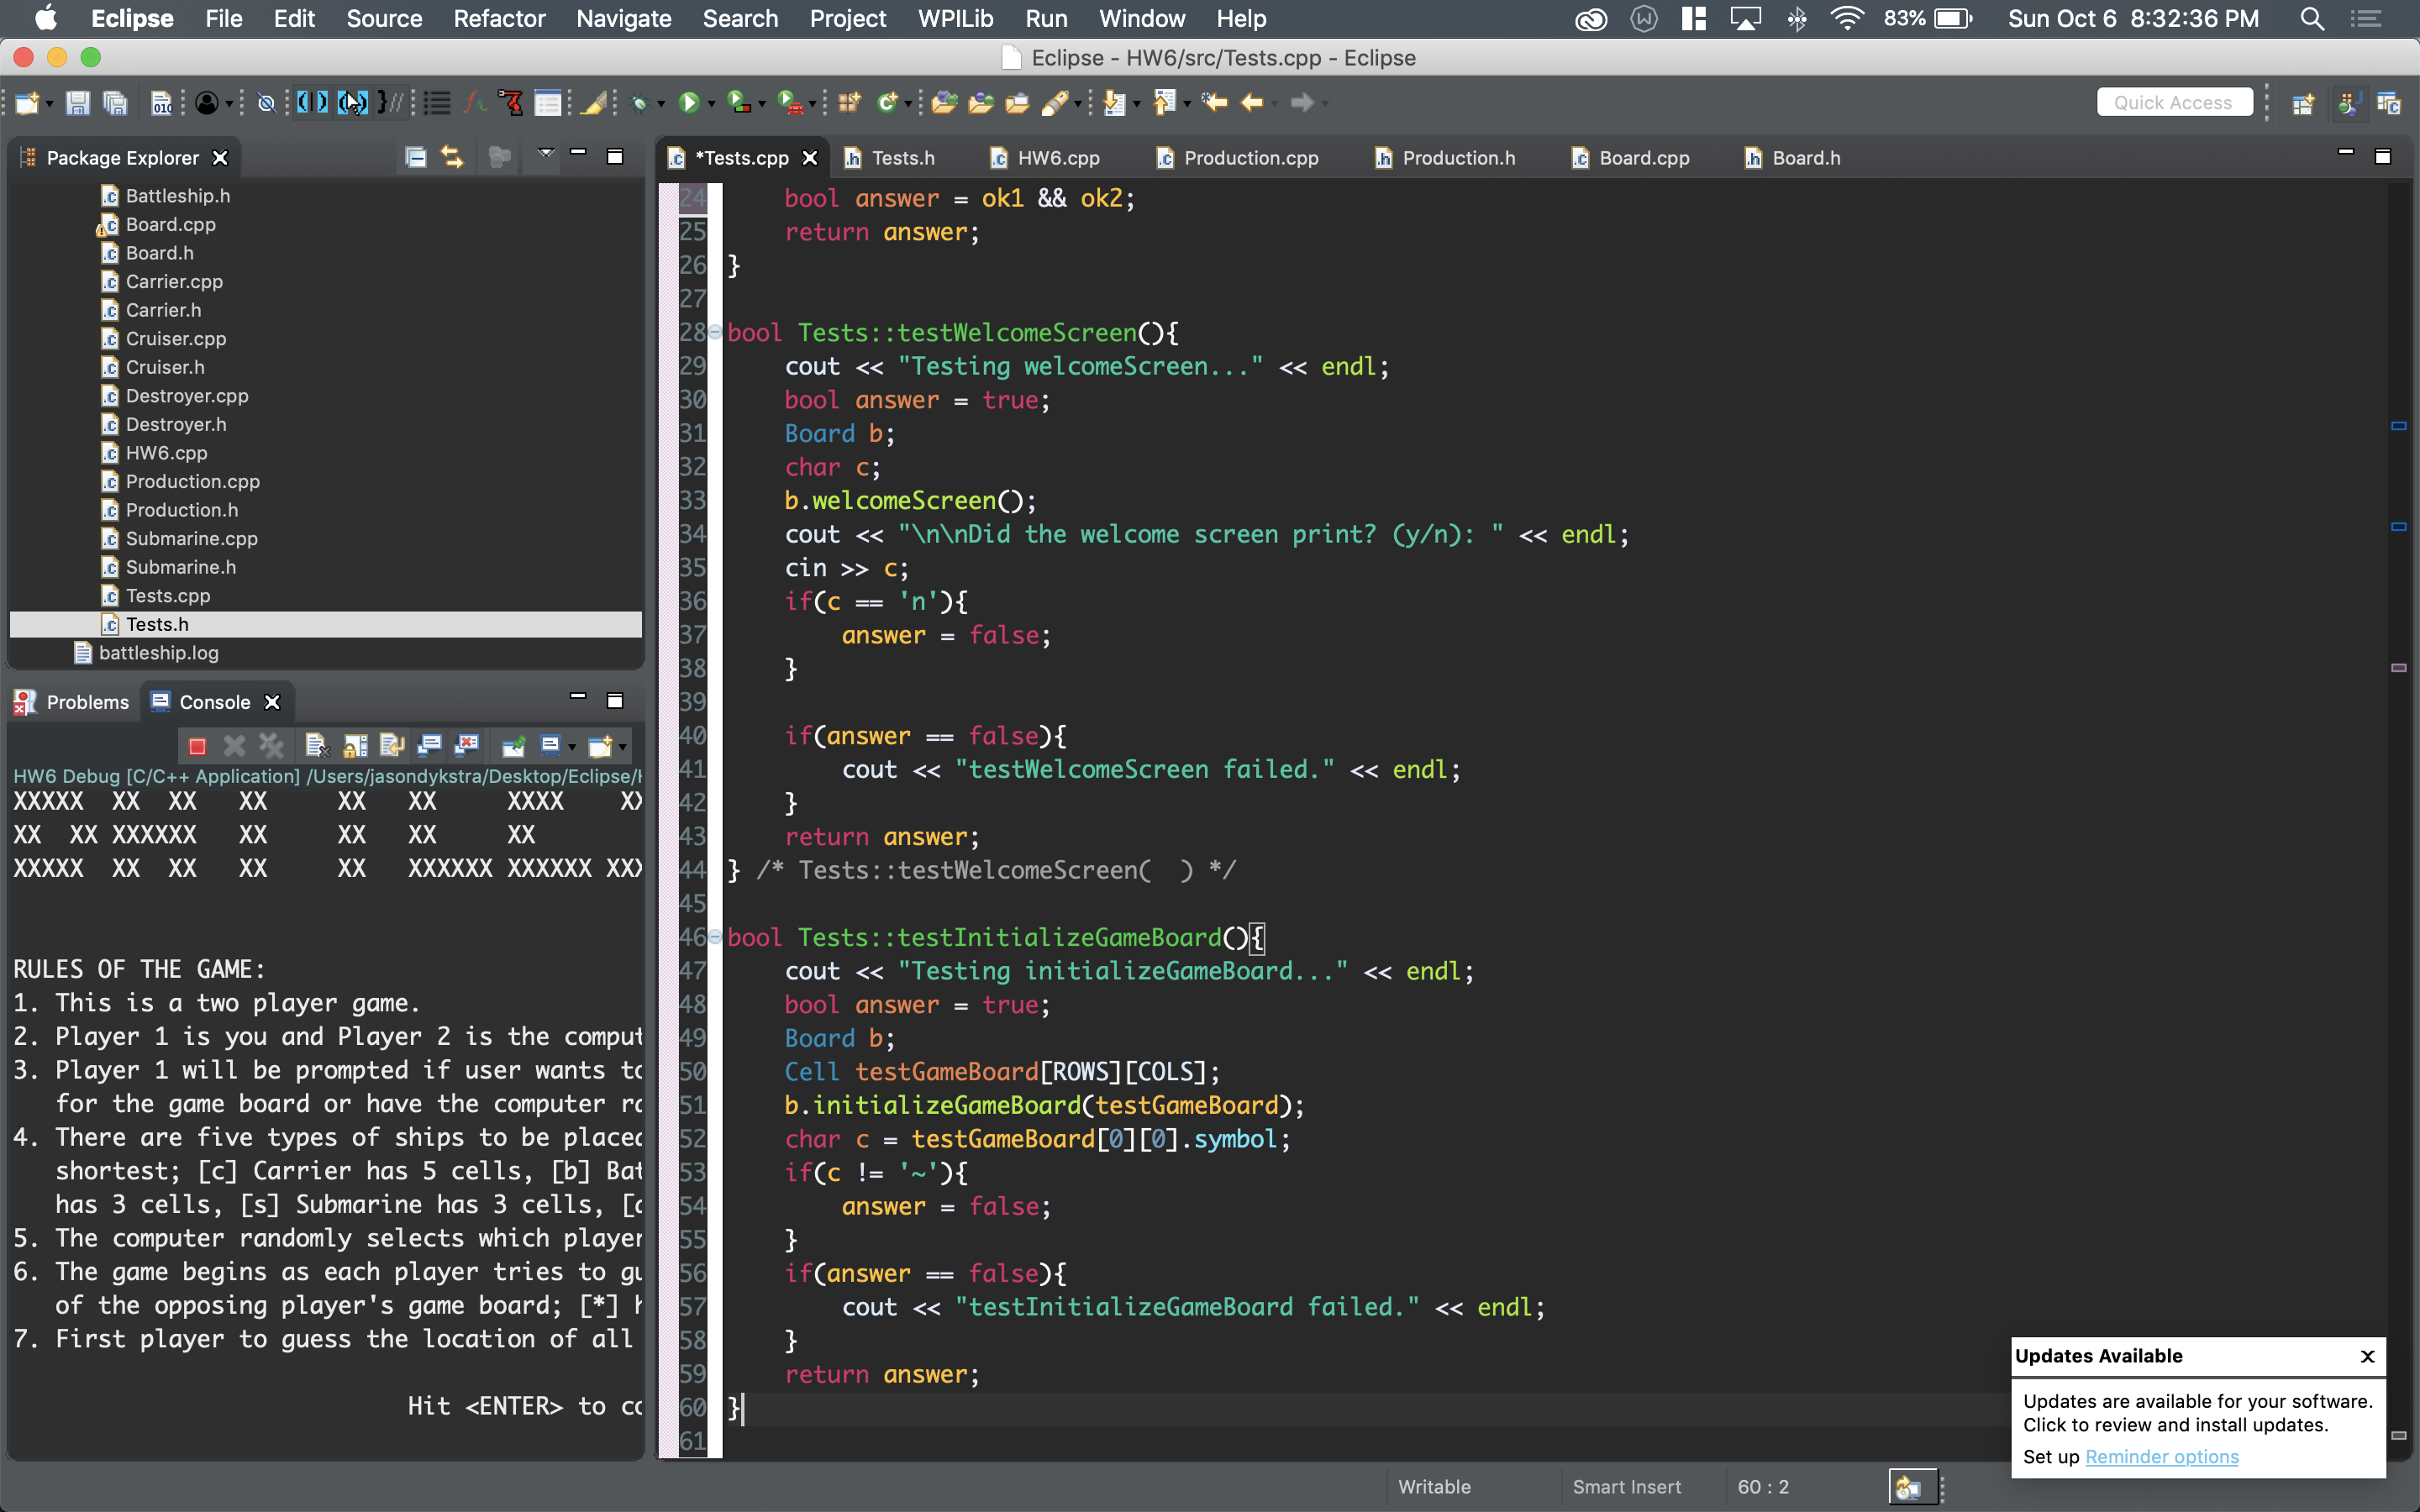 Eclipse File Edit Source Refactor Navigate Search Project WPILib Run Window Help 83% Sun Oct 6 8:32:36 PM
Eclipse - HW6/src/Tests.cpp - Eclipse
Quick Access
Package Explorer
Battleship.h
Board.cpp
Board.h
Carrier.cpp
Carrier.h
Cruiser.cpp
Cruiser.h
Destroyer.cpp
Destroyer.h
HW6.cpp
Production.cpp
Production.h
Submarine.cpp
Submarine.h
Tests.cpp
Tests.h
battleship.log
Problems Console
HW6 Debug [C/C++ Application] /Users/jasondykstra/Desktop/Eclipse/
XXXXX  XX  XX   XX     XX   XX     XXXX    XX
XX  XX XXXXXX   XX     XX   XX     XX
XXXXX  XX  XX   XX     XX   XXXXXX XXXXXX XXX
RULES OF THE GAME:
1. This is a two player game.
2. Player 1 is you and Player 2 is the comput
3. Player 1 will be prompted if user wants to
for the game board or have the computer ra
4. There are five types of ships to be placed
shortest; [c] Carrier has 5 cells, [b] Bat
has 3 cells, [s] Submarine has 3 cells, [d
5. The computer randomly selects which player
6. The game begins as each player tries to gu
of the opposing player's game board; [*] h
7. First player to guess the location of all
Hit <ENTER> to co
*Tests.cpp Tests.h HW6.cpp Production.cpp Production.h Board.cpp Board.h
24     bool answer = ok1 && ok2;
25     return answer;
26 }
27
28 bool Tests::testWelcomeScreen(){
29     cout << "Testing welcomeScreen..." << endl;
30     bool answer = true;
31     Board b;
32     char c;
33     b.welcomeScreen();
34     cout << "\n\nDid the welcome screen print? (y/n): " << endl;
35     cin >> c;
36     if(c == 'n'){
37         answer = false;
38     }
39
40     if(answer == false){
41         cout << "testWelcomeScreen failed." << endl;
42     }
43     return answer;
44 } /* Tests::testWelcomeScreen(  ) */
45
46 bool Tests::testInitializeGameBoard(){
47     cout << "Testing initializeGameBoard..." << endl;
48     bool answer = true;
49     Board b;
50     Cell testGameBoard[ROWS][COLS];
51     b.initializeGameBoard(testGameBoard);
52     char c = testGameBoard[0][0].symbol;
53     if(c != '~'){
54         answer = false;
55     }
56     if(answer == false){
57         cout << "testInitializeGameBoard failed." << endl;
58     }
59     return answer;
60 }
61
Updates Available
Updates are available for your software.
Click to review and install updates.
Set up Reminder options
Writable Smart Insert 60 : 2